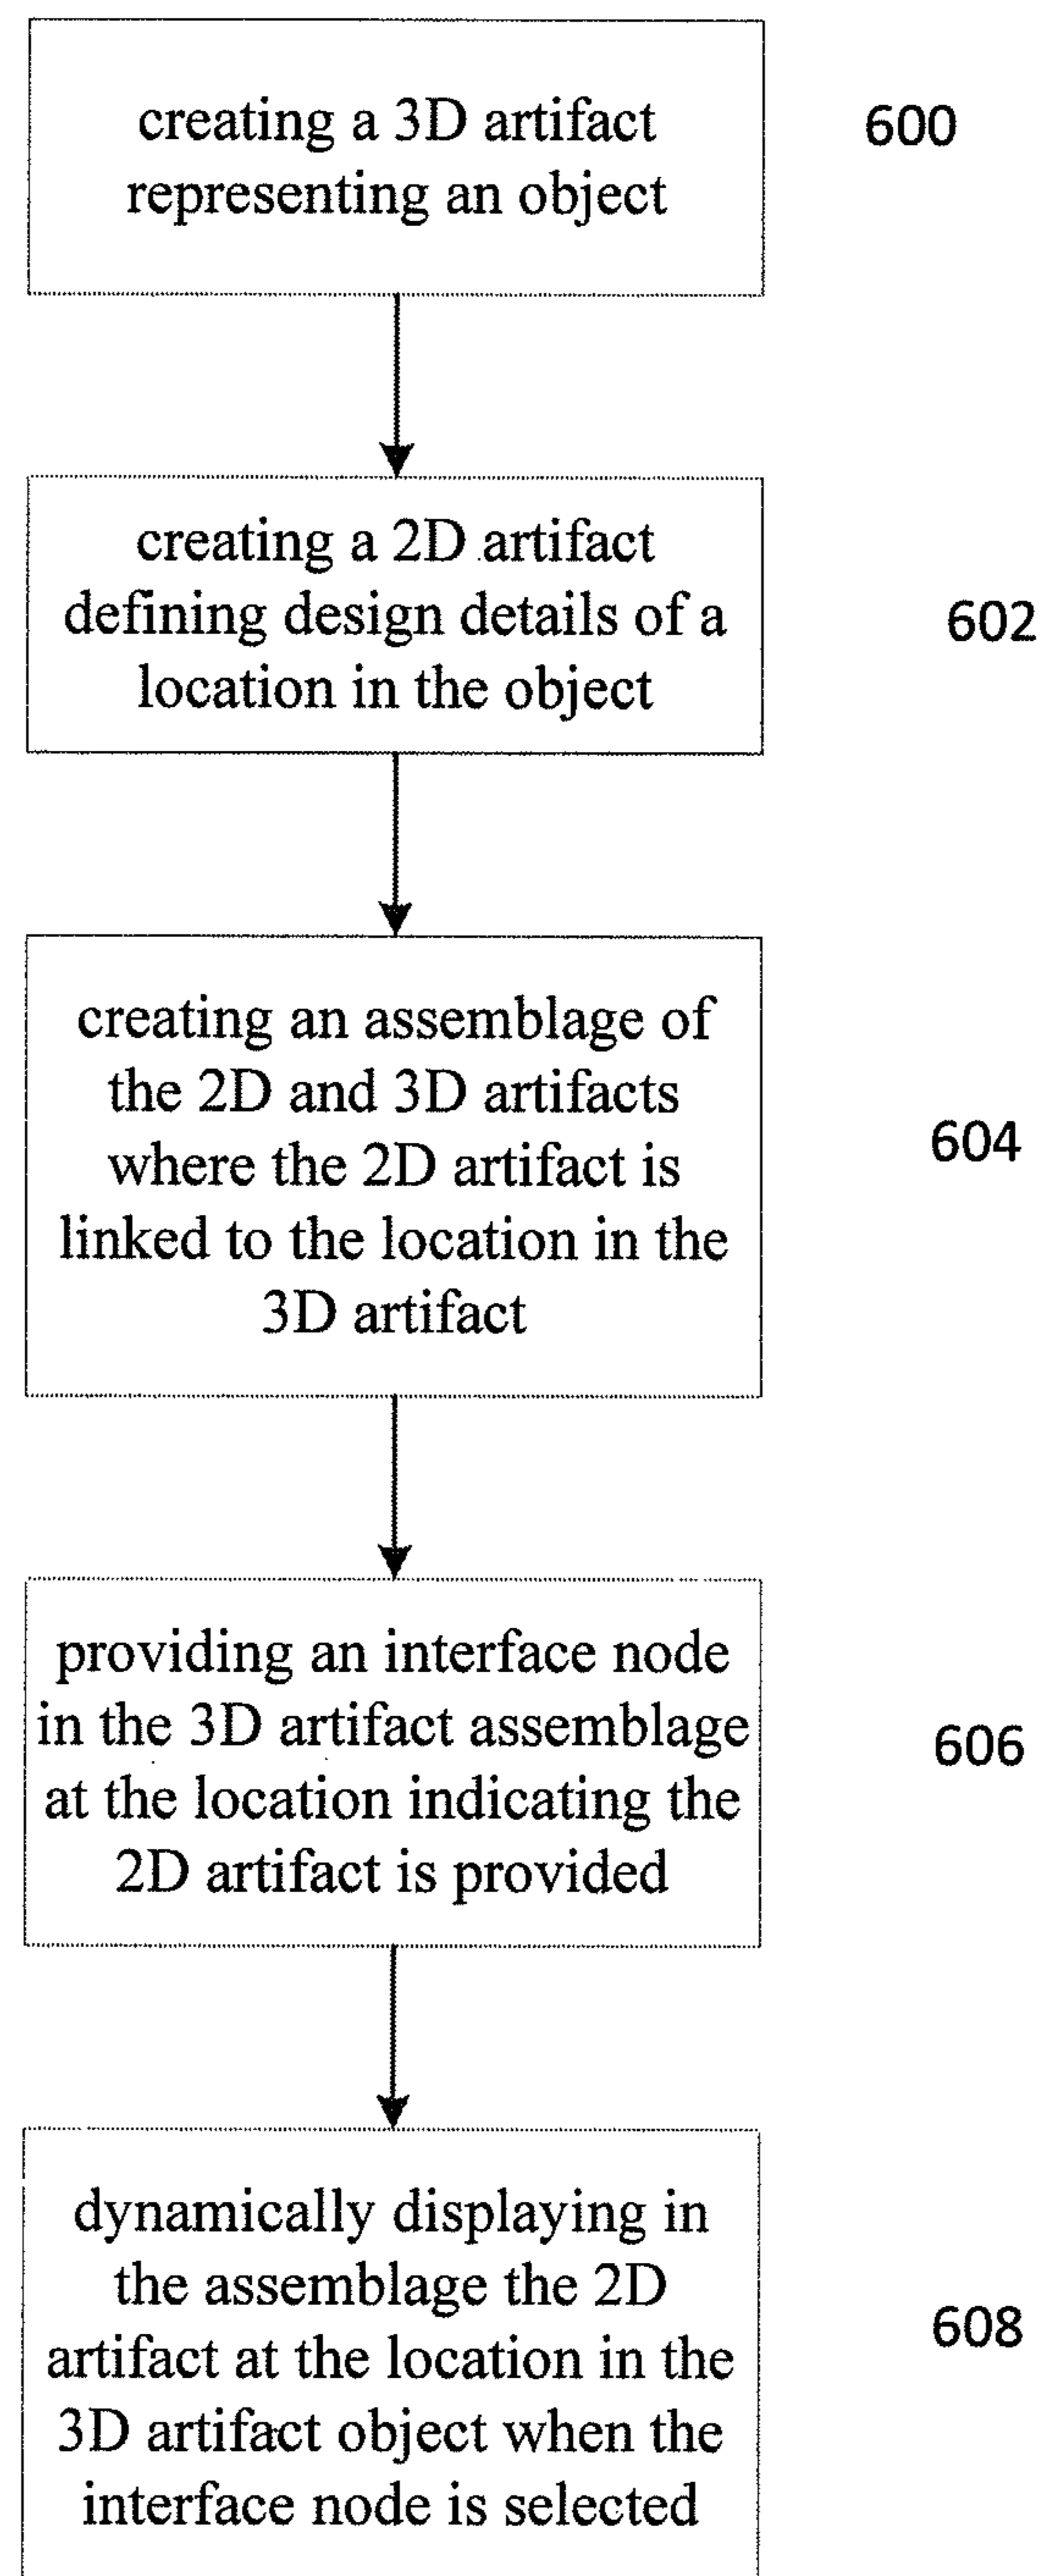 creating a 3D artifact
representing an object
600
creating a 2D artifact
defining design details of a
location in the object
602
creating an assemblage of
the 2D and 3D artifacts
where the 2D artifact is
linked to the location in the
3D artifact
604
providing an interface node
in the 3D artifact assemblage
at the location indicating the
2D artifact is provided
606
dynamically displaying in
the assemblage the 2D
artifact at the location in the
3D artifact object when the
interface node is selected
608